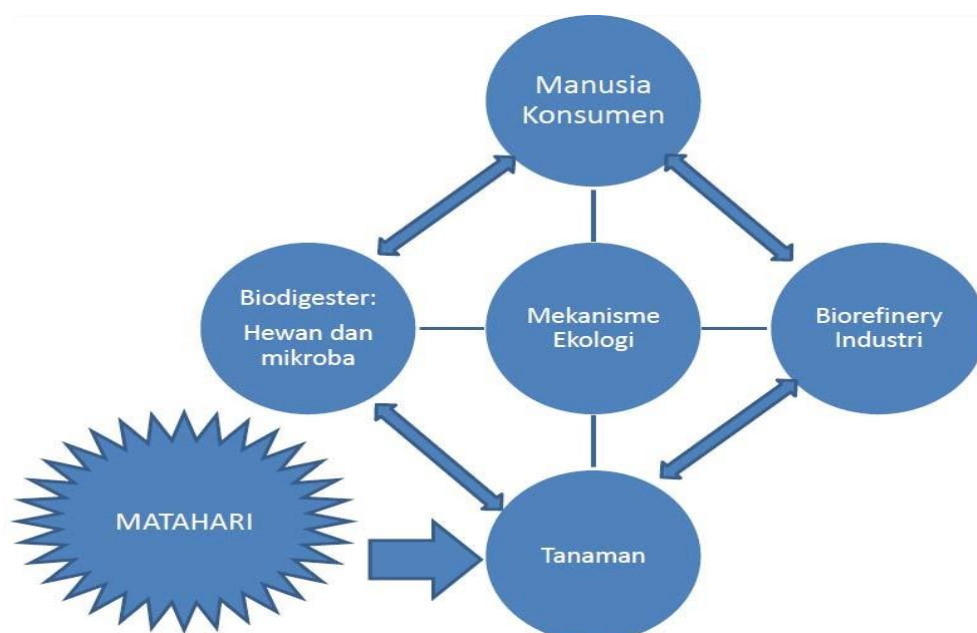 Manusia
Konsumen
Biodigester:
Hewan dan
mikroba
Mekanisme
Ekologi
Biorefinery
Industri
MATAHARI
Tanaman